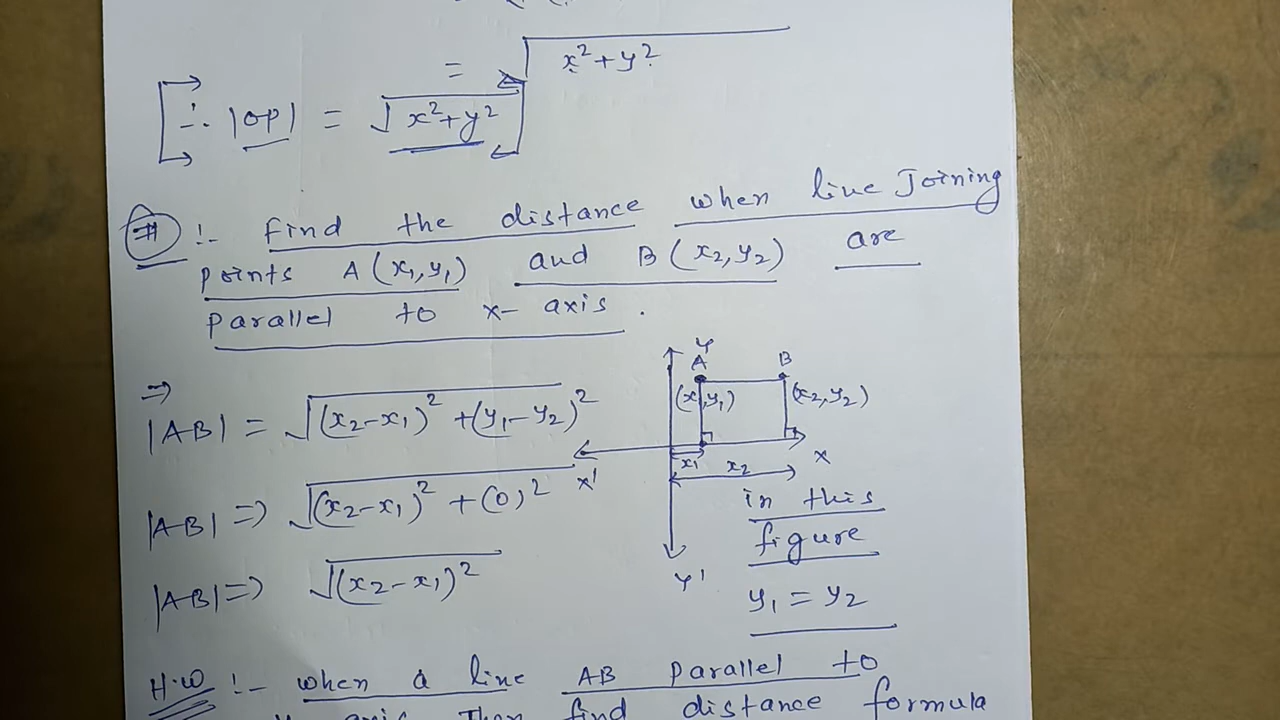 = √x²+y²
∴ |OP| = √x²+y²
# :- Find the distance when line Joining
points A(x₁,y₁) and B(x₂,y₂) are
parallel to x-axis.
⇒
|AB| = √(x₂-x₁)² +(y₁-y₂)²
|AB| => √(x₂-x₁)² + (0)²
|AB| => √(x₂-x₁)²
Y
A
B
(x,y₁)
(x₂,y₂)
x₁
x₂
X
X'
Y'
in this
figure
y₁ = y₂
H.W :- when a line AB parallel to
axis Then find distance formula